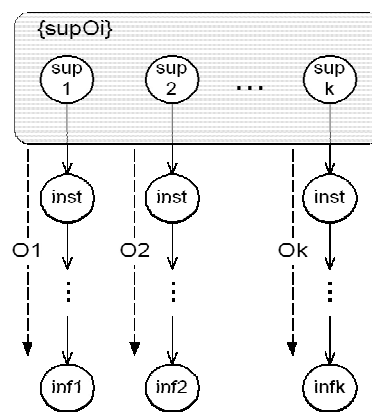 {supOi}
sup 1
sup 2
...
sup k
inst
inst
inst
O1
O2
Ok
inf1
inf2
infk